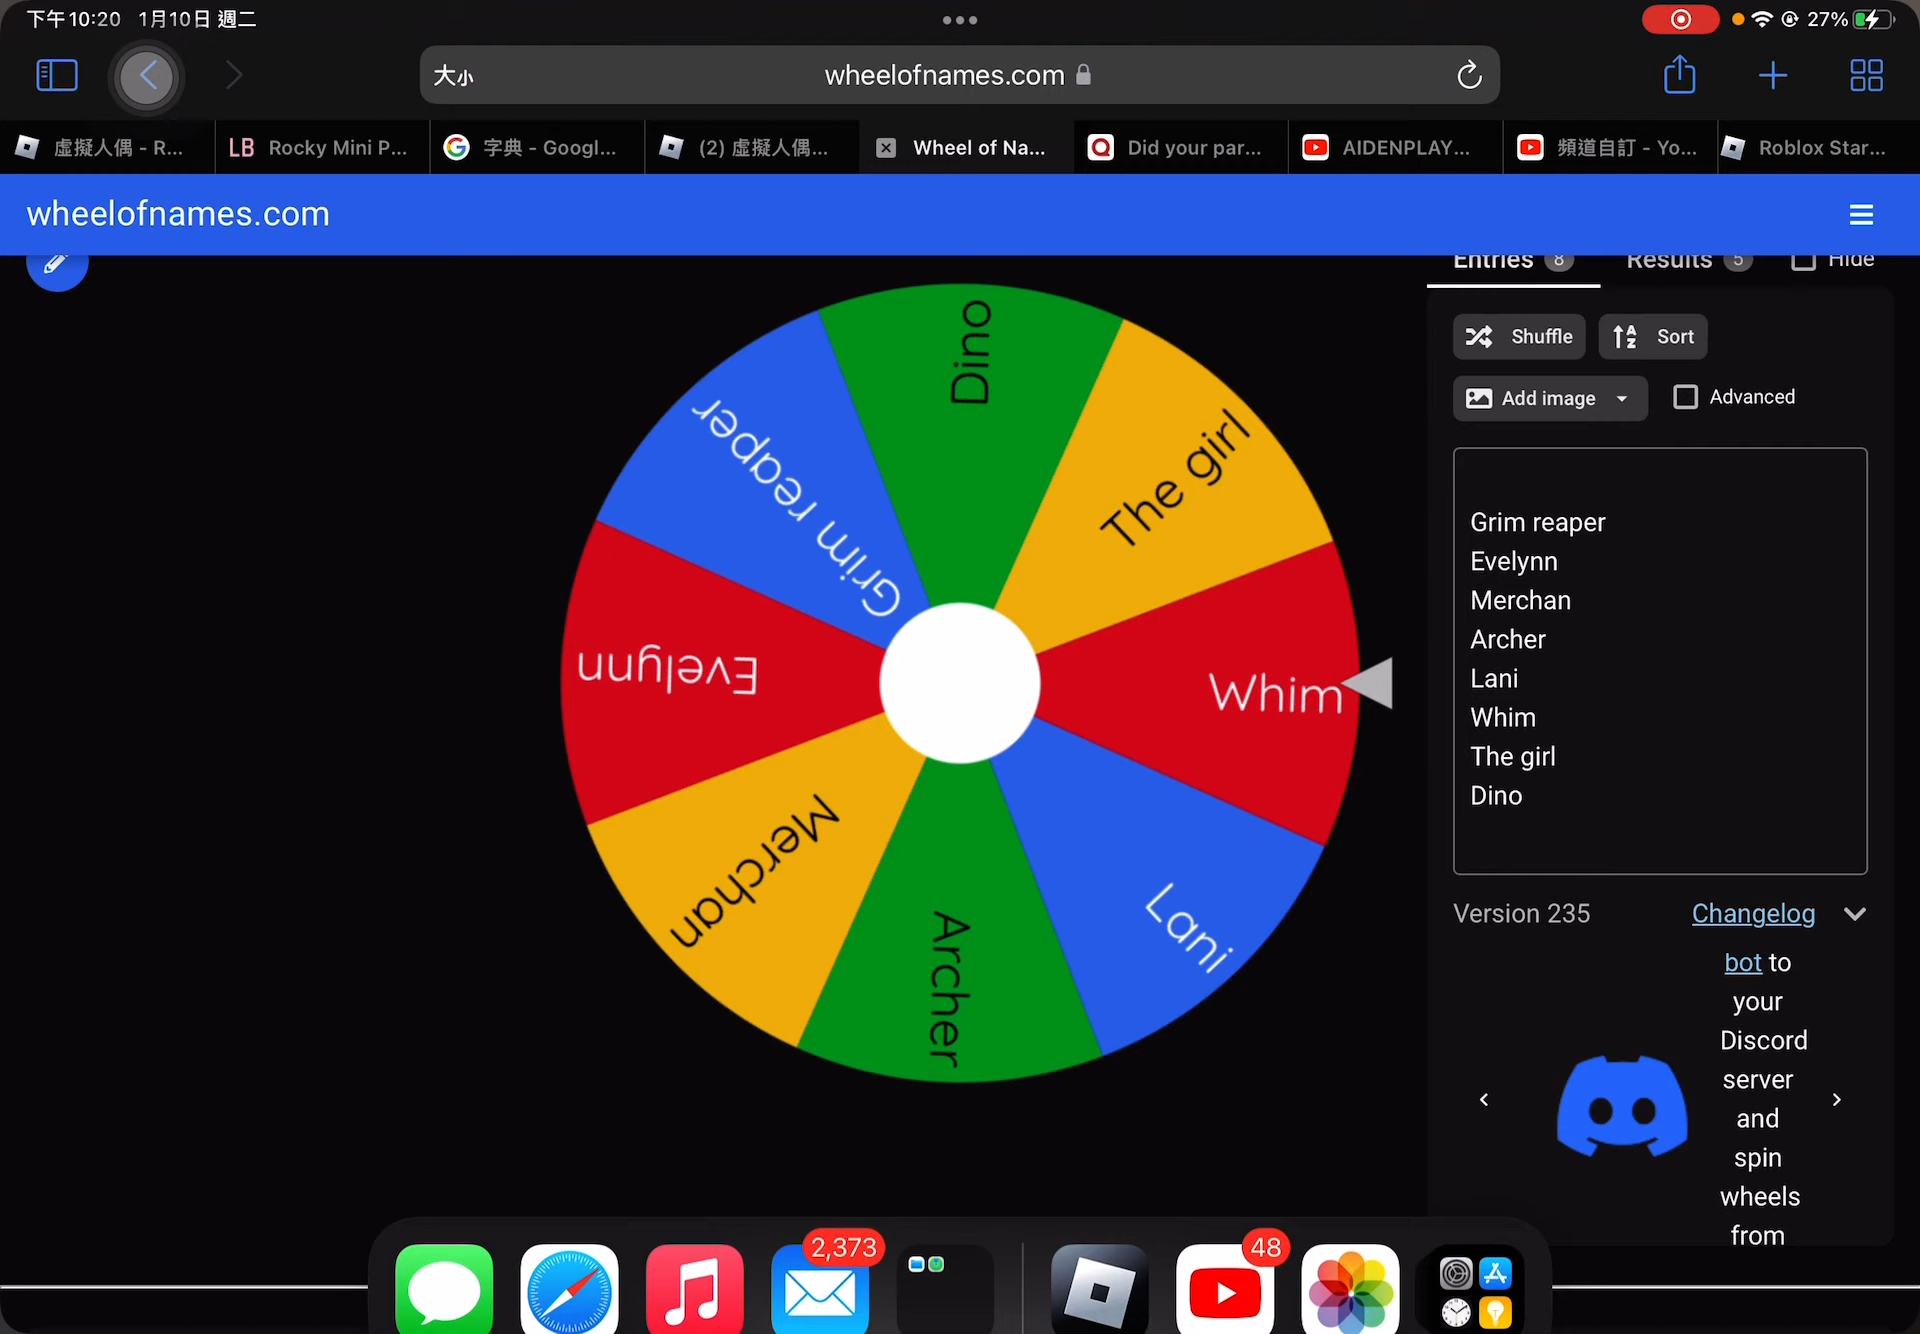 下午10:20 1月10日 週二
27%
大小
wheelofnames.com
虛擬人偶 - R...
LB Rocky Mini P...
字典 - Googl...
(2) 虛擬人偶...
Wheel of Na...
Did your par...
AIDENPLAY...
頻道自訂 - Yo...
Roblox Star...
wheelofnames.com
Entries 8
Results 5
Hide
Shuffle
Sort
Add image
Advanced
Dino
The girl
Grim reaper
Evelynn
Whim
Merchan
Archer
Lani
Grim reaper
Evelynn
Merchan
Archer
Lani
Whim
The girl
Dino
Version 235
Changelog
bot to
your
Discord
server
and
spin
wheels
from
2,373
48